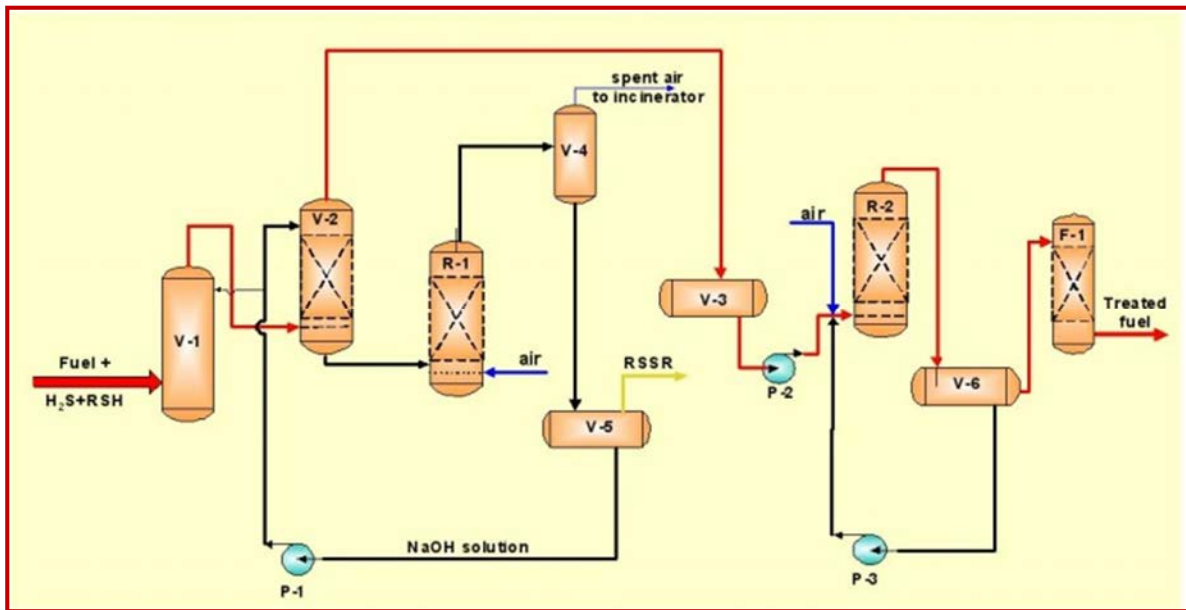 spent air
to incinerator
V-4
V-2
R-2
air
F-1
R-1
V-3
V-1
Treated
fuel
Fuel +
H₂S+RSH
air
RSSR
P-2
V-6
V-5
NaOH solution
P-1
P-3